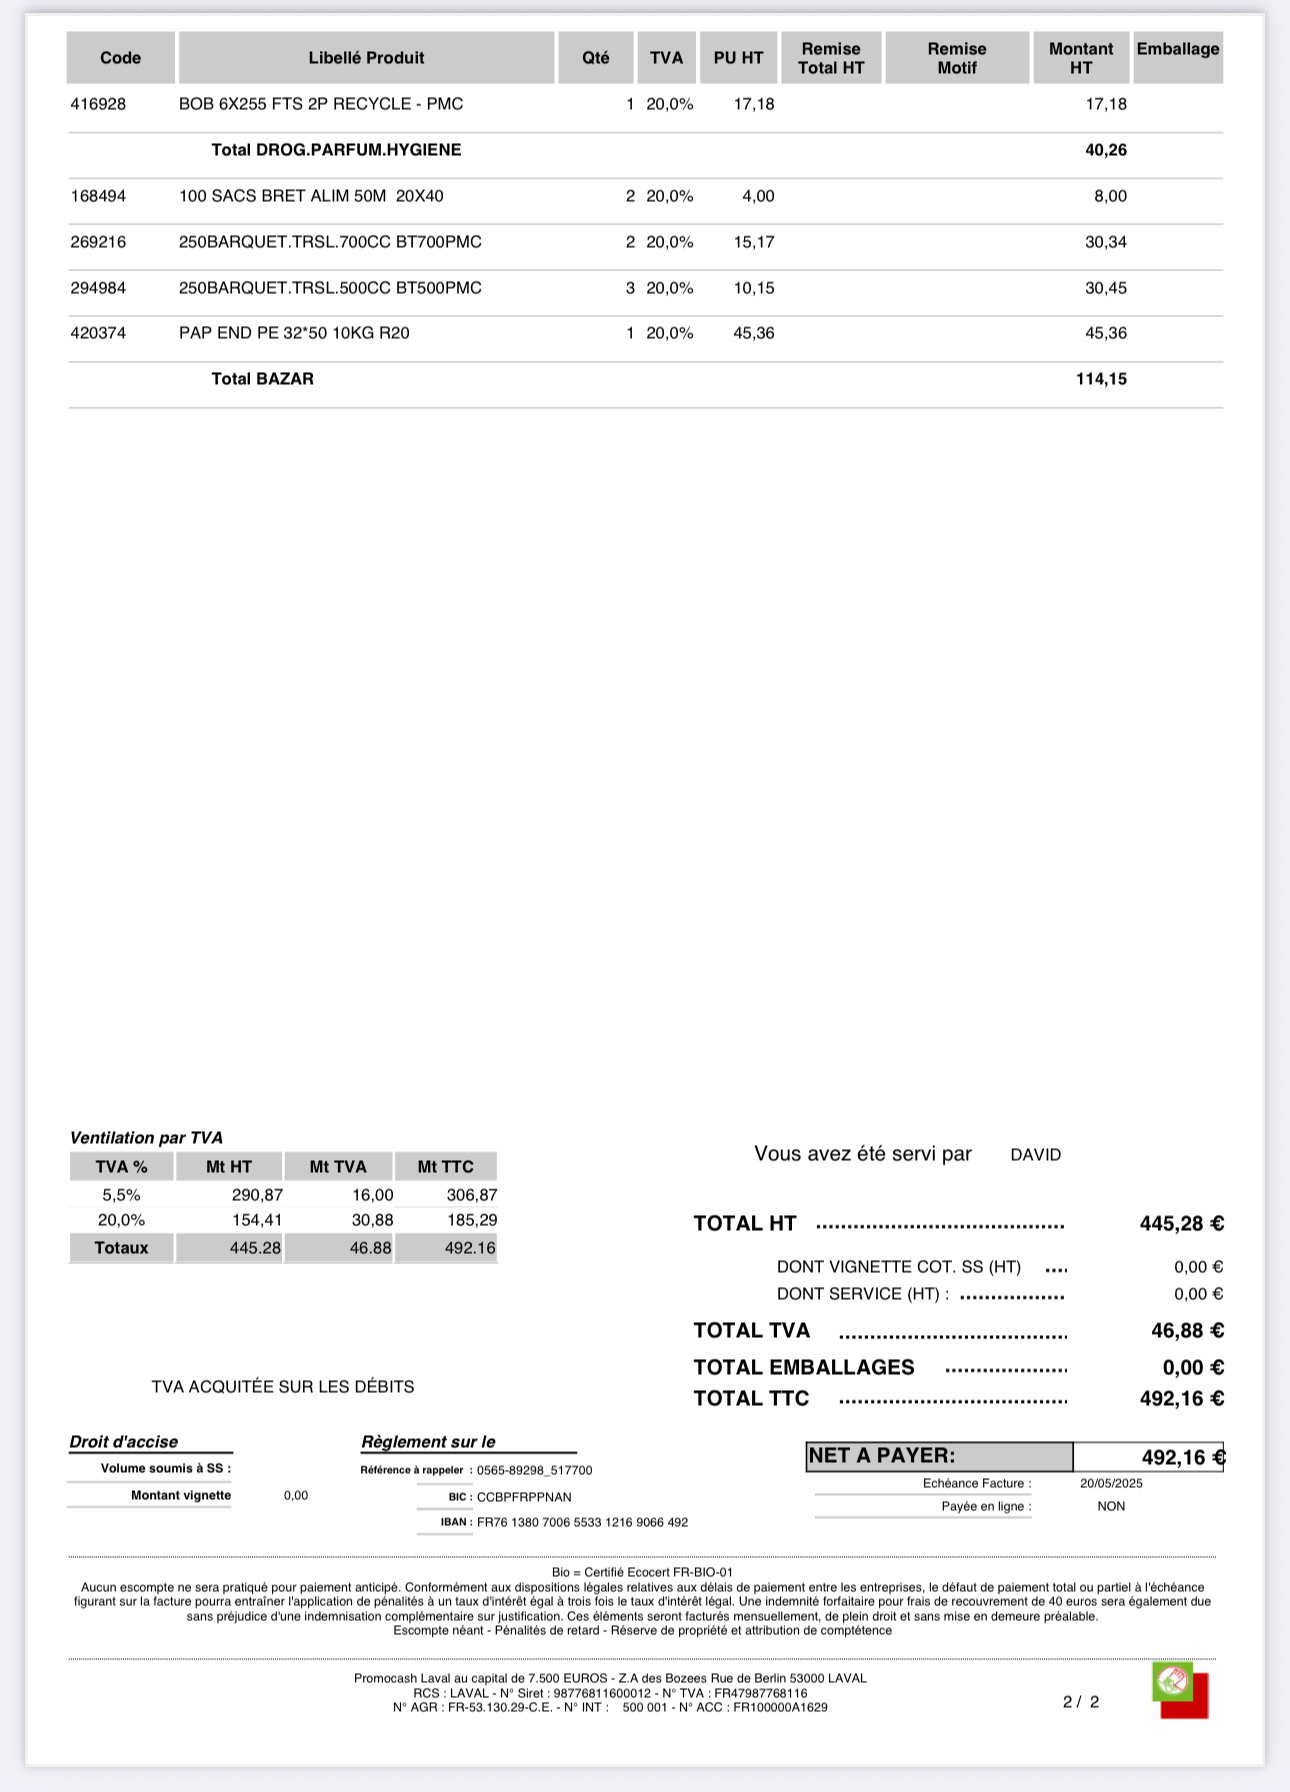 Code Libellé Produit Qté TVA PU HT Remise Total HT Remise Motif Montant HT Emballage
416928 BOB 6X255 FTS 2P RECYCLE - PMC 1 20,0% 17,18 17,18
Total DROG.PARFUM.HYGIENE 40,26
168494 100 SACS BRET ALIM 50M 20X40 2 20,0% 4,00 8,00
269216 250BARQUET.TRSL.700CC BT700PMC 2 20,0% 15,17 30,34
294984 250BARQUET.TRSL.500CC BT500PMC 3 20,0% 10,15 30,45
420374 PAP END PE 32*50 10KG R20 1 20,0% 45,36 45,36
Total BAZAR 114,15
Ventilation par TVA
TVA % Mt HT Mt TVA Mt TTC
5,5% 290,87 16,00 306,87
20,0% 154,41 30,88 185,29
Totaux 445.28 46.88 492.16
TVA ACQUITÉE SUR LES DÉBITS
Vous avez été servi par DAVID
TOTAL HT 445,28 €
DONT VIGNETTE COT. SS (HT) 0,00 €
DONT SERVICE (HT) : 0,00 €
TOTAL TVA 46,88 €
TOTAL EMBALLAGES 0,00 €
TOTAL TTC 492,16 €
Droit d'accise
Volume soumis à SS :
Montant vignette 0,00
Règlement sur le
Référence à rappeler : 0565-89298_517700
BIC : CCBPFRPPNAN
IBAN : FR76 1380 7006 5533 1216 9066 492
NET A PAYER: 492,16 €
Echéance Facture : 20/05/2025
Payée en ligne : NON
Bio = Certifié Ecocert FR-BIO-01
Aucun escompte ne sera pratiqué pour paiement anticipé. Conformément aux dispositions légales relatives aux délais de paiement entre les entreprises, le défaut de paiement total ou partiel à l'échéance
figurant sur la facture pourra entraîner l'application de pénalités à un taux d'intérêt égal à trois fois le taux d'intérêt légal. Une indemnité forfaitaire pour frais de recouvrement de 40 euros sera également due
sans préjudice d'une indemnisation complémentaire sur justification. Ces éléments seront facturés mensuellement, de plein droit et sans mise en demeure préalable.
Escompte néant - Pénalités de retard - Réserve de propriété et attribution de comptétence
Promocash Laval au capital de 7.500 EUROS - Z.A des Bozees Rue de Berlin 53000 LAVAL
RCS : LAVAL - N° Siret : 98776811600012 - N° TVA : FR47987768116
N° AGR : FR-53.130.29-C.E. - N° INT : 500 001 - N° ACC : FR100000A1629
2 / 2